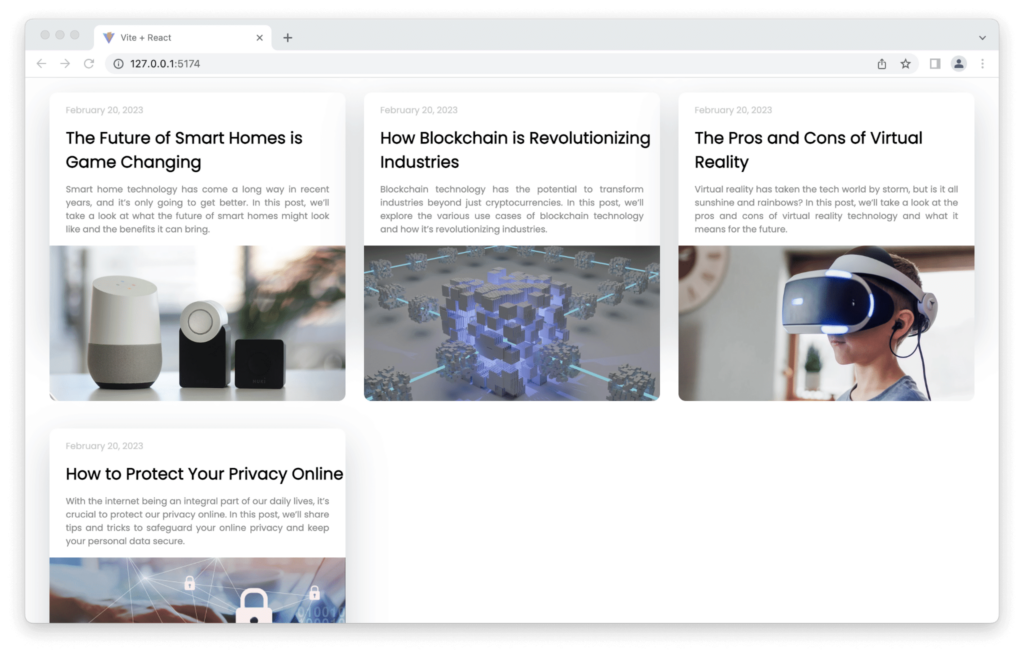 Vite + React
127.0.0.1:5174
February 20, 2023
The Future of Smart Homes is
Game Changing
Smart home technology has come a long way in recent
years, and it's only going to get better. In this post, we'll
take a look at what the future of smart homes might look
like and the benefits it can bring.
February 20, 2023
How Blockchain is Revolutionizing
Industries
Blockchain technology has the potential to transform
industries beyond just cryptocurrencies. In this post, we'll
explore the various use cases of blockchain technology
and how it's revolutionizing industries.
February 20, 2023
The Pros and Cons of Virtual
Reality
Virtual reality has taken the tech world by storm, but is it all
sunshine and rainbows? In this post, we'll take a look at the
pros and cons of virtual reality technology and what it
means for the future.
February 20, 2023
How to Protect Your Privacy Online
With the internet being an integral part of our daily lives, it's
crucial to protect our privacy online. In this post, we'll share
tips and tricks to safeguard your online privacy and keep
your personal data secure.